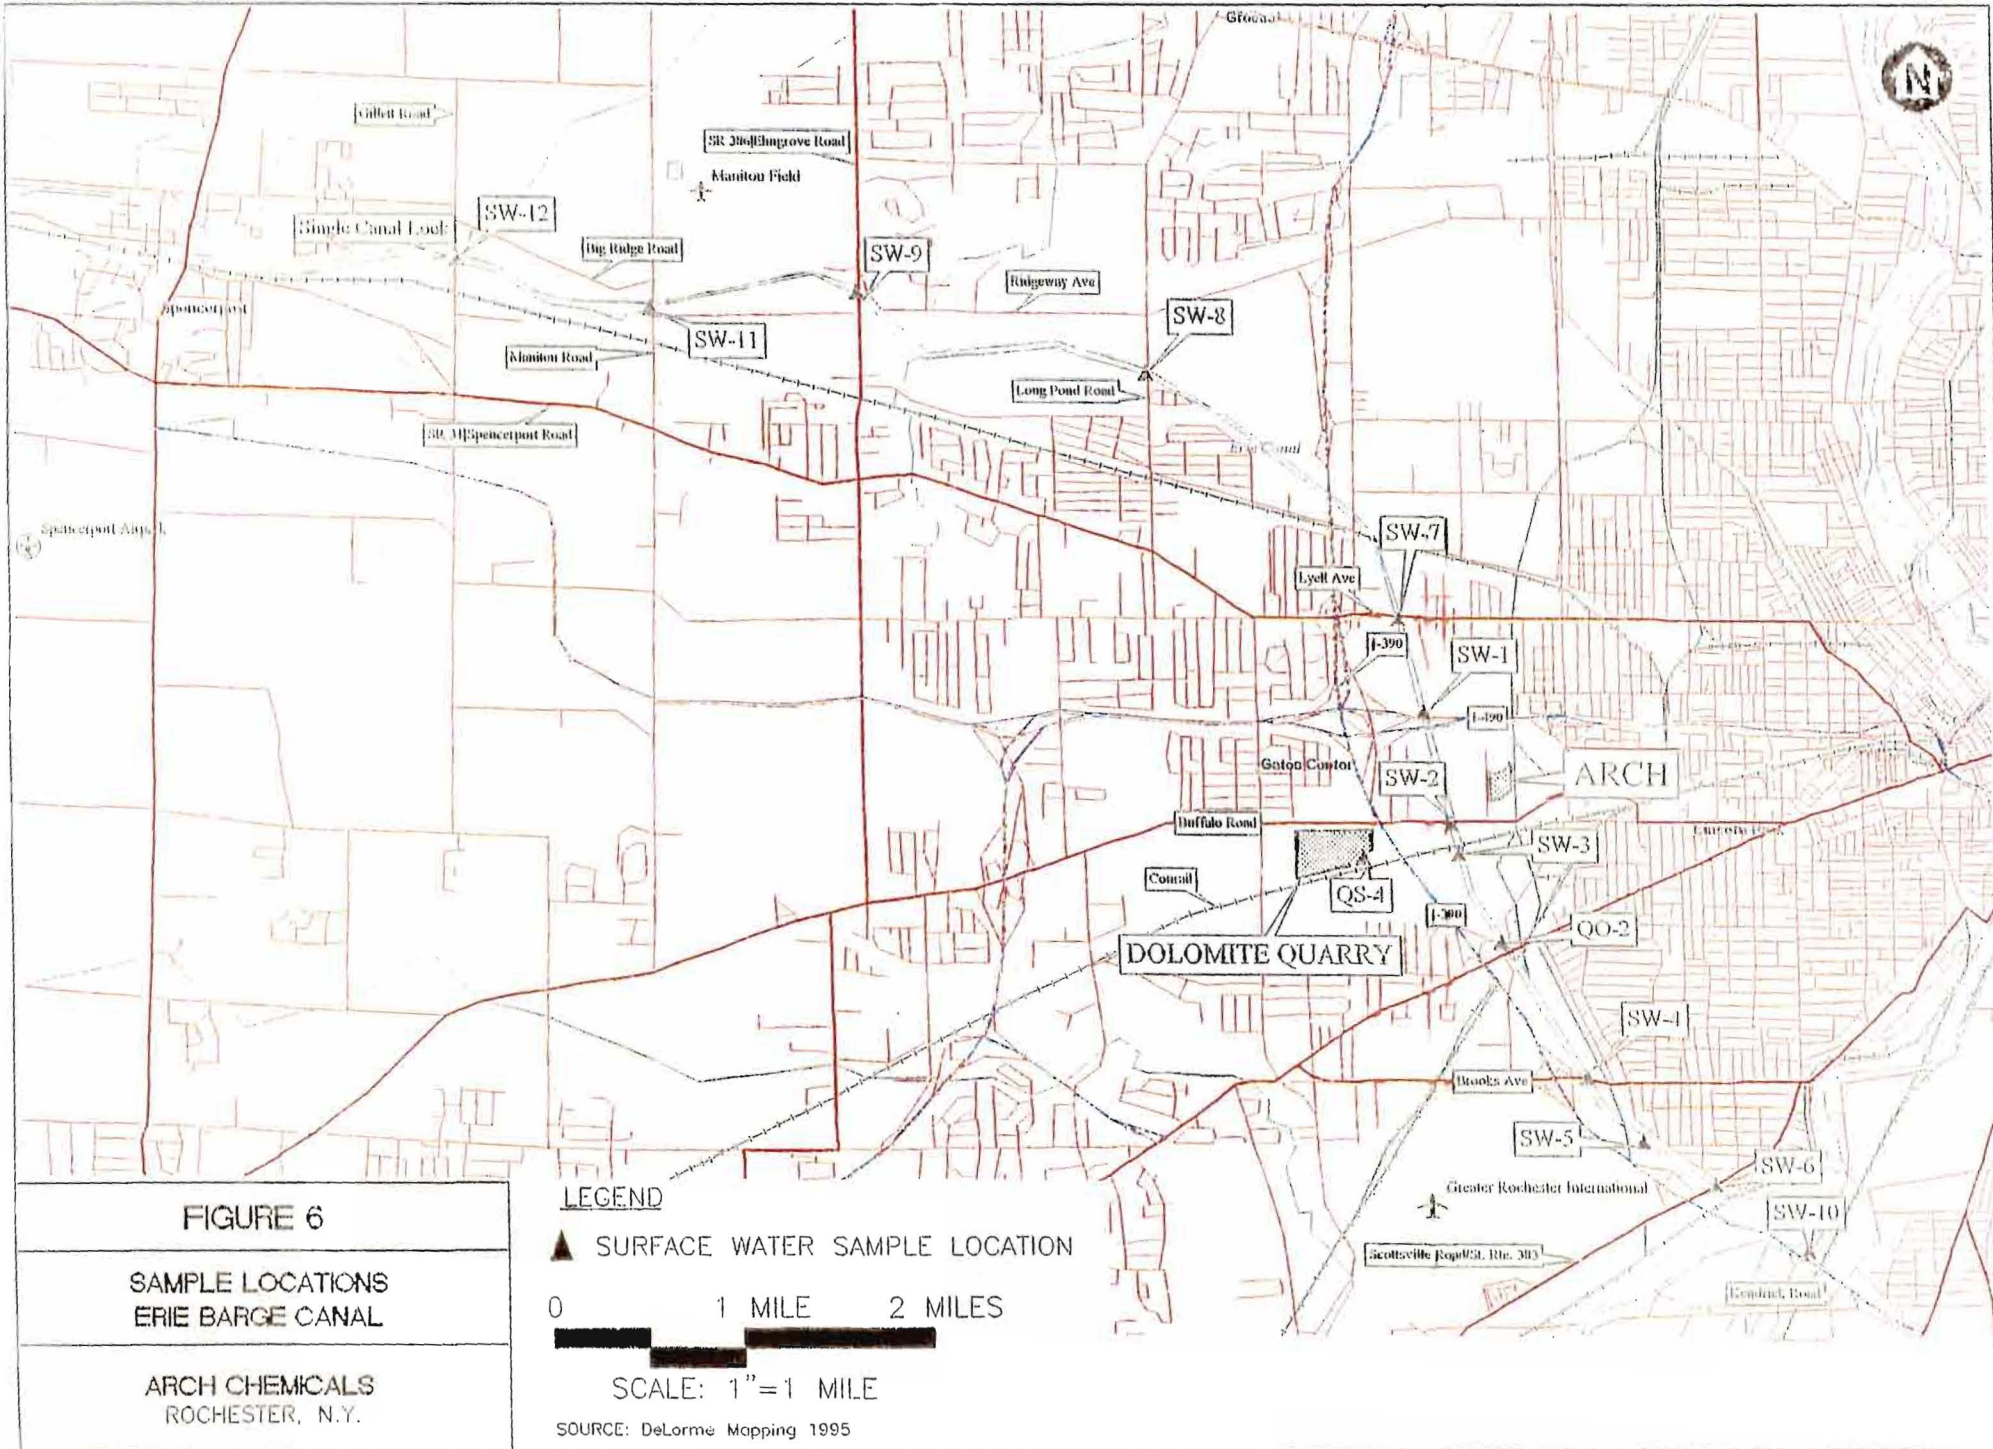 N
Gillett Road
SR 386|Elmgrove Road
Manitou Field
SW-12
Single Canal Lock
Big Ridge Road
SW-9
Ridgeway Ave
SW-8
Spencerport
SW-11
Manitou Road
Long Pond Road
SR 31|Spencerport Road
Erie Canal
Spencerport Airpt.
SW-7
Lyell Ave
I-390
SW-1
I-490
Gates Center
SW-2
ARCH
Buffalo Road
SW-3
Conrail
QS-4
I-390
QO-2
DOLOMITE QUARRY
SW-4
Brooks Ave
SW-5
SW-6
Greater Rochester International
SW-10
Scottsville Road/St. Rte. 383
Kendrick Road
FIGURE 6
SAMPLE LOCATIONS
ERIE BARGE CANAL
ARCH CHEMICALS
ROCHESTER, N.Y.
LEGEND
SURFACE WATER SAMPLE LOCATION
0 1 MILE 2 MILES
SCALE: 1"=1 MILE
SOURCE: DeLorme Mapping 1995